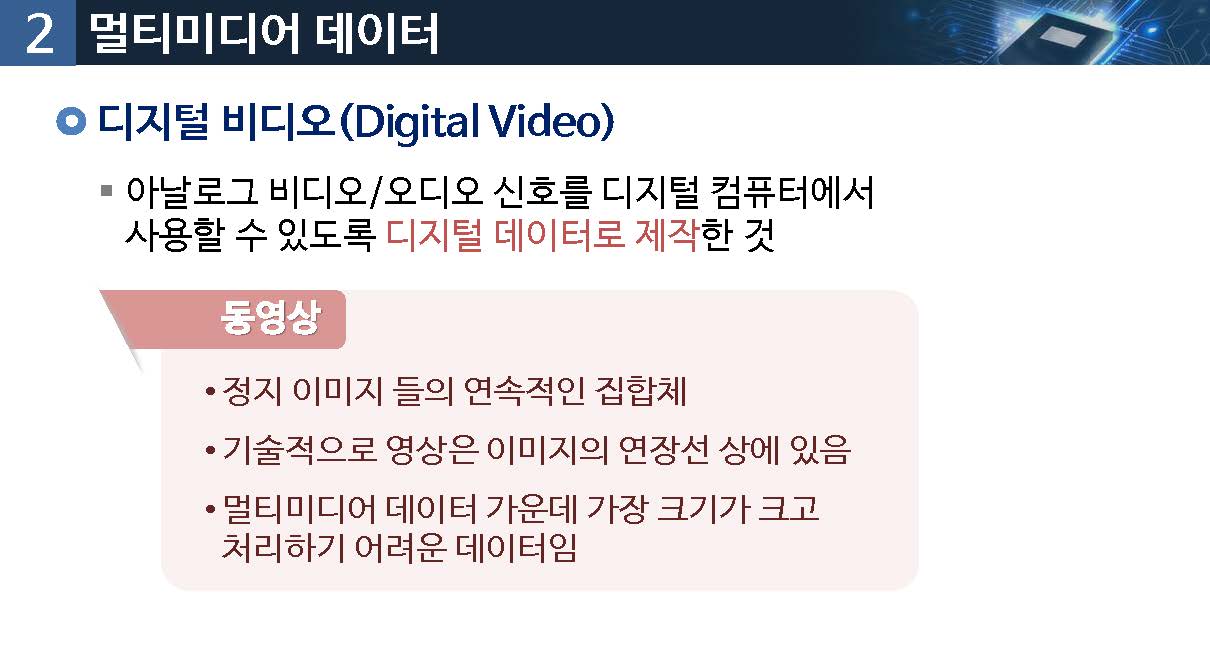 2 멀티미디어 데이터
디지털 비디오(Digital Video)
아날로그 비디오/오디오 신호를 디지털 컴퓨터에서
사용할 수 있도록 디지털 데이터로 제작한 것
동영상
• 정지 이미지 들의 연속적인 집합체
• 기술적으로 영상은 이미지의 연장선 상에 있음
• 멀티미디어 데이터 가운데 가장 크기가 크고
처리하기 어려운 데이터임